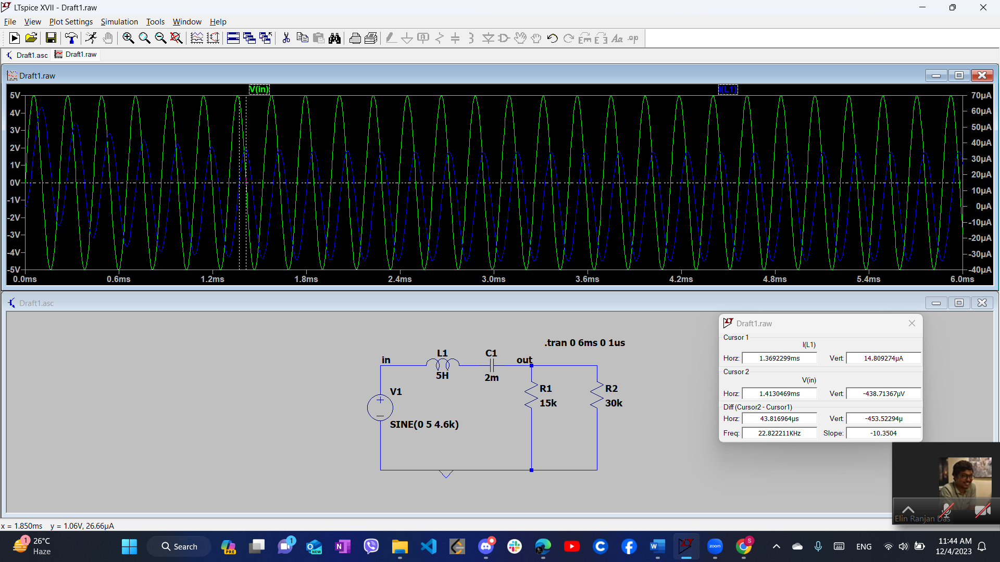 LTspice XVII - Draft1.raw
File View Plot Settings Simulation Tools Window Help
Draft1.asc Draft1.raw
Draft1.raw
V(in) I(L1)
5V 70µA
4V 60µA
3V 50µA
2V 40µA
1V 30µA
0V 20µA
-1V 10µA
-2V 0µA
-3V -10µA
-4V -20µA
-5V -30µA
-40µA
0.0ms 0.6ms 1.2ms 1.8ms 2.4ms 3.0ms 3.6ms 4.2ms 4.8ms 5.4ms 6.0ms
Draft1.asc
.tran 0 6ms 0 1us
in L1 C1 out
5H 2m
V1 R1 R2
15k 30k
SINE(0 5 4.6k)
Draft1.raw
Cursor 1
I(L1)
Horz: 1.3692299ms Vert: 14.809274µA
Cursor 2
V(in)
Horz: 1.4130469ms Vert: -438.71367µV
Diff (Cursor2 - Cursor1)
Horz: 43.816964µs Vert: -453.52294µ
Freq: 22.822211KHz Slope: -10.3504
Elin Ranjan Das
x = 1.850ms y = 1.06V, 26.66µA
1 26°C
Haze
Search
PRE
1
NEW
zoom
S
ENG
11:44 AM
12/4/2023